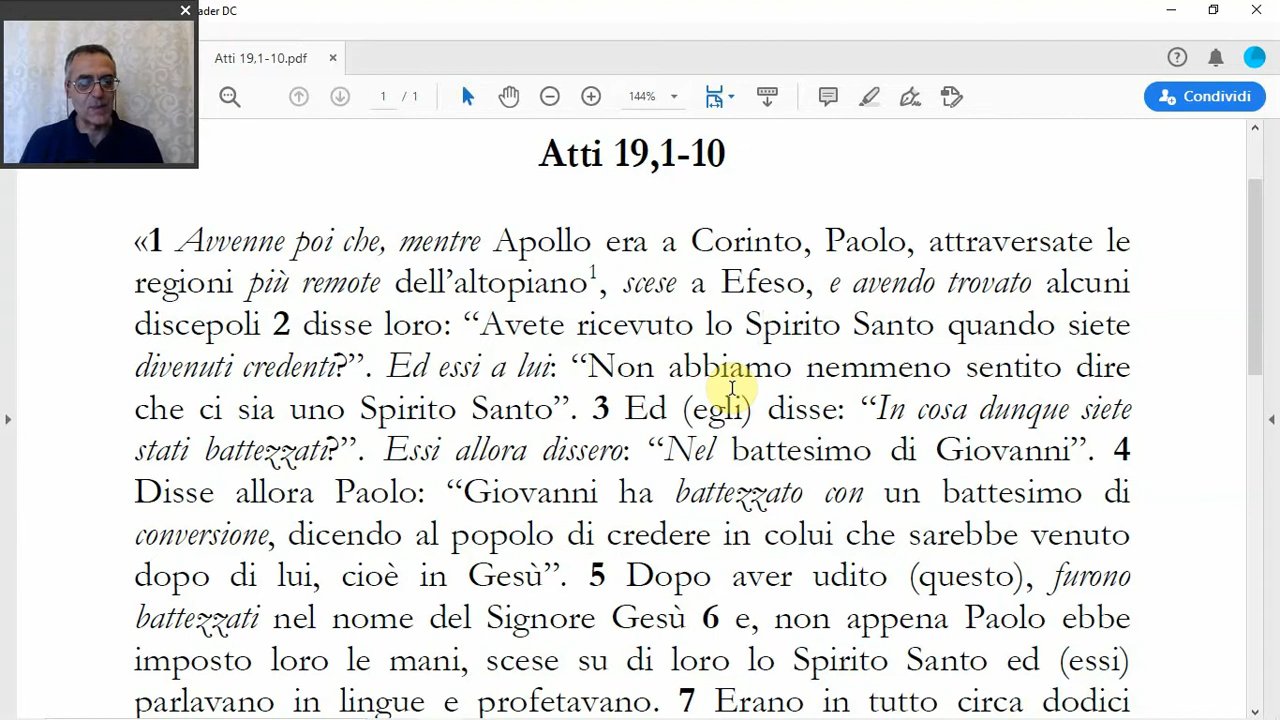 ader DC
Atti 19,1-10.pdf
1 / 1
144%
Condividi
Atti 19,1-10
«1 Avvenne poi che, mentre Apollo era a Corinto, Paolo, attraversate le
regioni più remote dell’altopiano1, scese a Efeso, e avendo trovato alcuni
discepoli 2 disse loro: “Avete ricevuto lo Spirito Santo quando siete
divenuti credenti?”. Ed essi a lui: “Non abbiamo nemmeno sentito dire
che ci sia uno Spirito Santo”. 3 Ed (egli) disse: “In cosa dunque siete
stati battezzati?”. Essi allora dissero: “Nel battesimo di Giovanni”. 4
Disse allora Paolo: “Giovanni ha battezzato con un battesimo di
conversione, dicendo al popolo di credere in colui che sarebbe venuto
dopo di lui, cioè in Gesù”. 5 Dopo aver udito (questo), furono
battezzati nel nome del Signore Gesù 6 e, non appena Paolo ebbe
imposto loro le mani, scese su di loro lo Spirito Santo ed (essi)
parlavano in lingue e profetavano. 7 Erano in tutto circa dodici